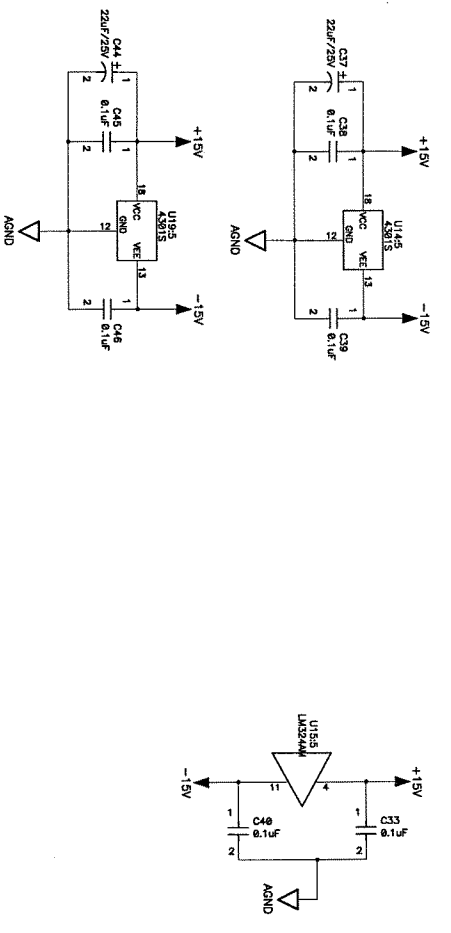 +15V
C37
22uF/25V
±
1
2
C38
0.1uF
1
2
U14:5
4301S
18
VCC
GND
12
VEE
13
-15V
1
2
C39
0.1uF
AGND
+15V
C44
22uF/25V
±
1
2
C45
0.1uF
1
2
U19:5
4301S
18
VCC
GND
12
VEE
13
-15V
1
2
C46
0.1uF
AGND
U15:5
LM324AM
-15V
11
4
+15V
1
C40
0.1uF
2
1
C33
0.1uF
2
AGND